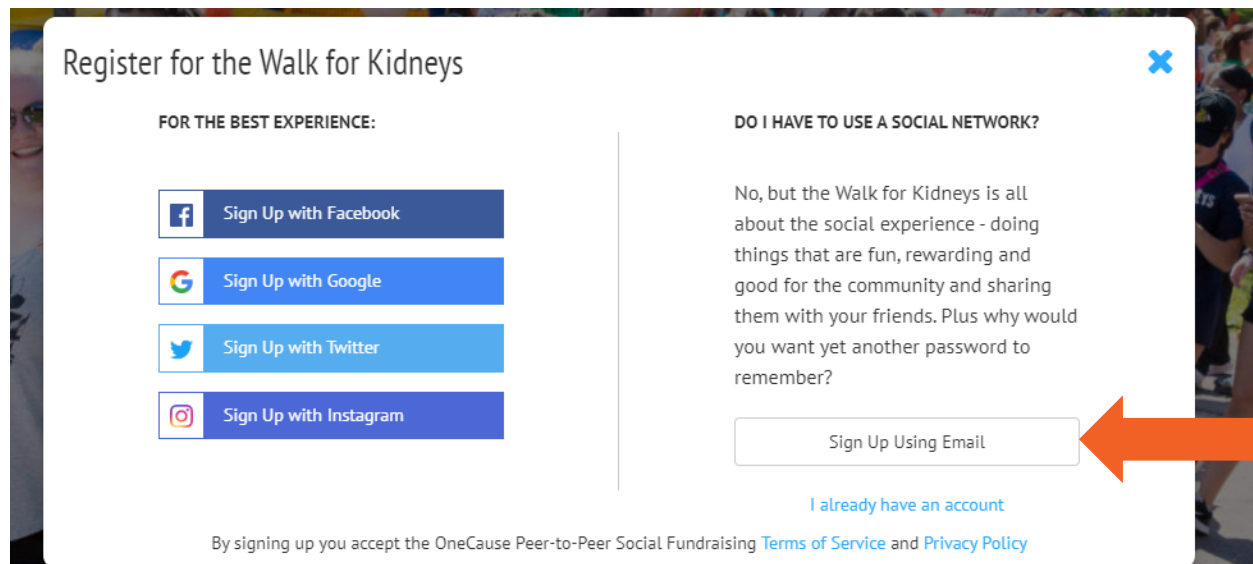 Register for the Walk for Kidneys
FOR THE BEST EXPERIENCE:
Sign Up with Facebook
Sign Up with Google
Sign Up with Twitter
Sign Up with Instagram
DO I HAVE TO USE A SOCIAL NETWORK?
No, but the Walk for Kidneys is all
about the social experience - doing
things that are fun, rewarding and
good for the community and sharing
them with your friends. Plus why would
you want yet another password to
remember?
Sign Up Using Email
I already have an account
By signing up you accept the OneCause Peer-to-Peer Social Fundraising Terms of Service and Privacy Policy